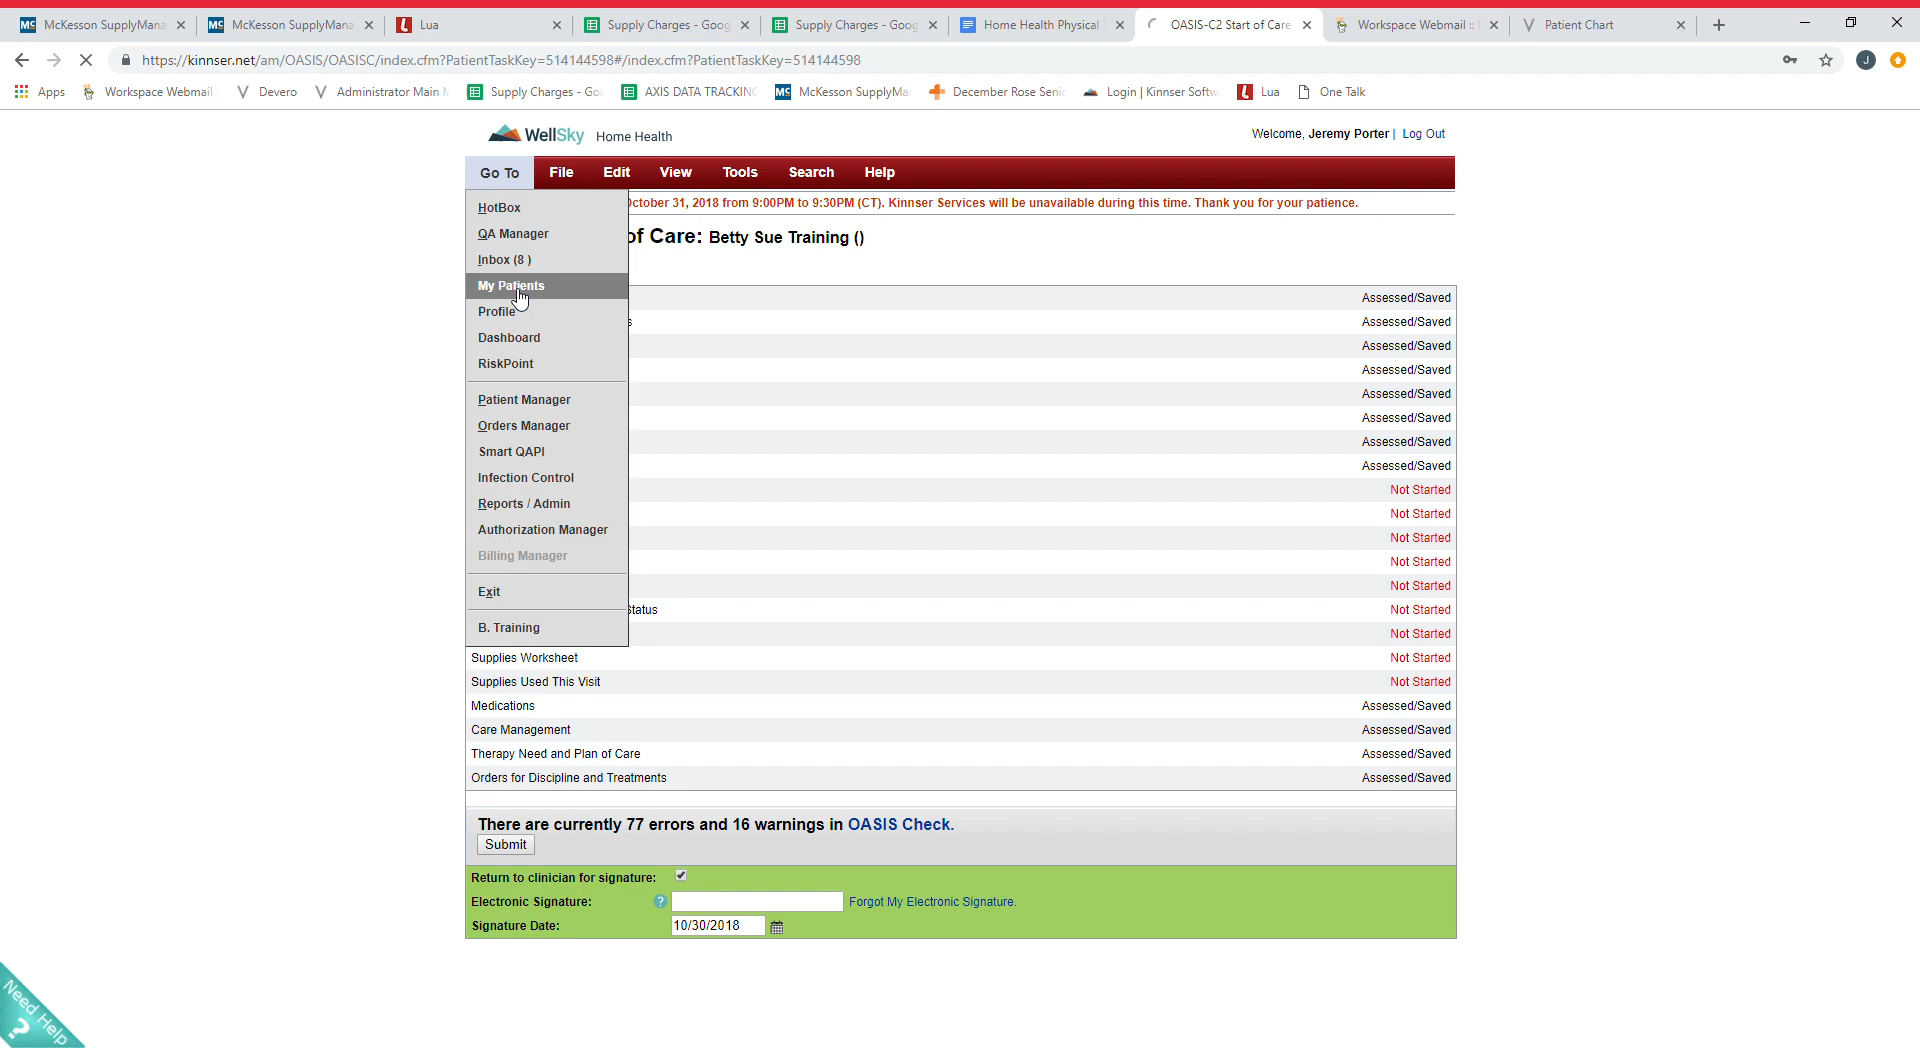 McKesson SupplyMana
McKesson SupplyMana
Lua
Supply Charges - Goog
Supply Charges - Goog
Home Health Physical T
OASIS-C2 Start of Care
Workspace Webmail ::
Patient Chart
https://kinnser.net/am/OASIS/OASISC/index.cfm?PatientTaskKey=514144598#/index.cfm?PatientTaskKey=514144598
J
Apps
Workspace Webmail
Devero
Administrator Main M
Supply Charges - Goo
AXIS DATA TRACKING
McKesson SupplyMa
December Rose Senio
Login | Kinnser Softw
Lua
One Talk
WellSky Home Health
Welcome, Jeremy Porter | Log Out
Go To File Edit View Tools Search Help
October 31, 2018 from 9:00PM to 9:30PM (CT). Kinnser Services will be unavailable during this time. Thank you for your patience.
of Care: Betty Sue Training ()
HotBox
QA Manager
Inbox (8 )
My Patients
Profile
Dashboard
RiskPoint
Patient Manager
Orders Manager
Smart QAPI
Infection Control
Reports / Admin
Authorization Manager
Billing Manager
Exit
B. Training
Assessed/Saved
s Assessed/Saved
Assessed/Saved
Assessed/Saved
Assessed/Saved
Assessed/Saved
Assessed/Saved
Assessed/Saved
Not Started
Not Started
Not Started
Not Started
Not Started
Status Not Started
Not Started
Supplies Worksheet Not Started
Supplies Used This Visit Not Started
Medications Assessed/Saved
Care Management Assessed/Saved
Therapy Need and Plan of Care Assessed/Saved
Orders for Discipline and Treatments Assessed/Saved
There are currently 77 errors and 16 warnings in OASIS Check.
Submit
Return to clinician for signature:
Electronic Signature: ? Forgot My Electronic Signature.
Signature Date: 10/30/2018
Need Help
?